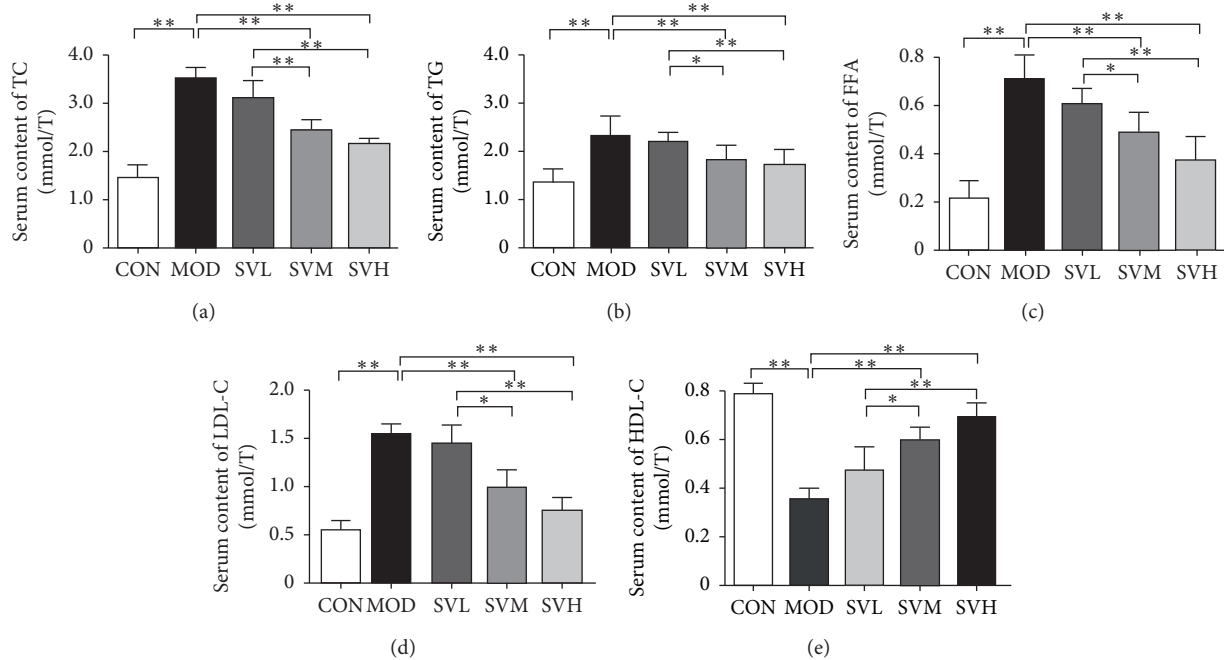 ** ** ** ** **
Serum content of TC
(mmol/T)
4.0
3.0
2.0
1.0
0
CON MOD SVL SVM SVH
(a)
** ** ** ** *
Serum content of TG
(mmol/T)
4.0
3.0
2.0
1.0
0
CON MOD SVL SVM SVH
(b)
** ** ** ** *
Serum content of FFA
(mmol/T)
0.8
0.6
0.4
0.2
0
CON MOD SVL SVM SVH
(c)
** ** ** ** *
Serum content of LDL-C
(mmol/T)
2.0
1.5
1.0
0.5
0
CON MOD SVL SVM SVH
(d)
** ** ** ** *
Serum content of HDL-C
(mmol/T)
0.8
0.6
0.4
0.2
0
CON MOD SVL SVM SVH
(e)